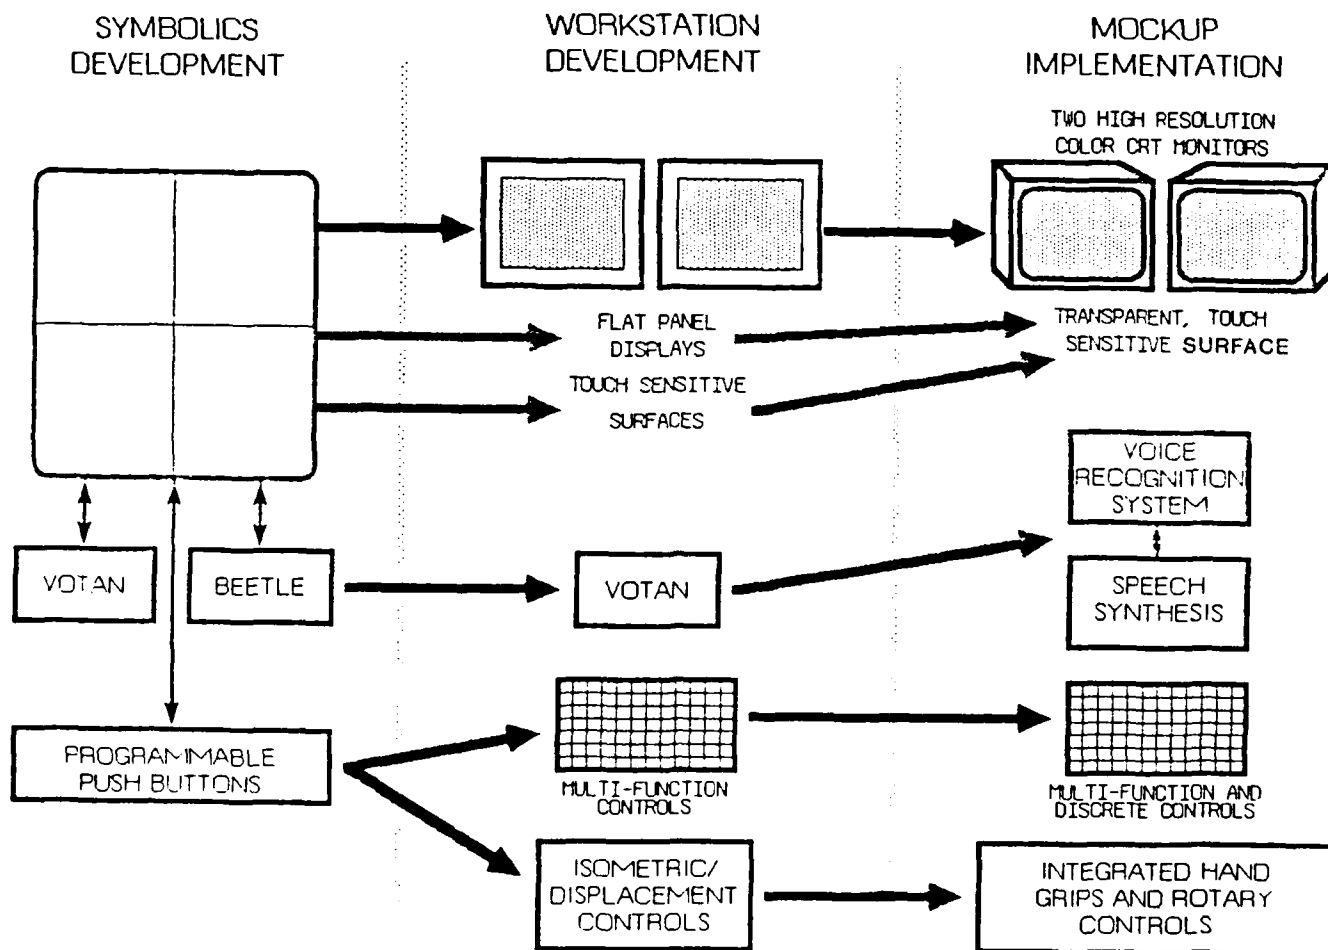 SYMBOLICS
DEVELOPMENT
WORKSTATION
DEVELOPMENT
MOCKUP
IMPLEMENTATION
TWO HIGH RESOLUTION
COLOR CRT MONITORS
FLAT PANEL
DISPLAYS
TRANSPARENT, TOUCH
SENSITIVE SURFACE
TOUCH SENSITIVE
SURFACES
VOICE
RECOGNITION
SYSTEM
VOTAN
BEETLE
VOTAN
SPEECH
SYNTHESIS
PROGRAMMABLE
PUSH BUTTONS
MULTI-FUNCTION
CONTROLS
MULTI-FUNCTION AND
DISCRETE CONTROLS
ISOMETRIC/
DISPLACEMENT
CONTROLS
INTEGRATED HAND
GRIPS AND ROTARY
CONTROLS